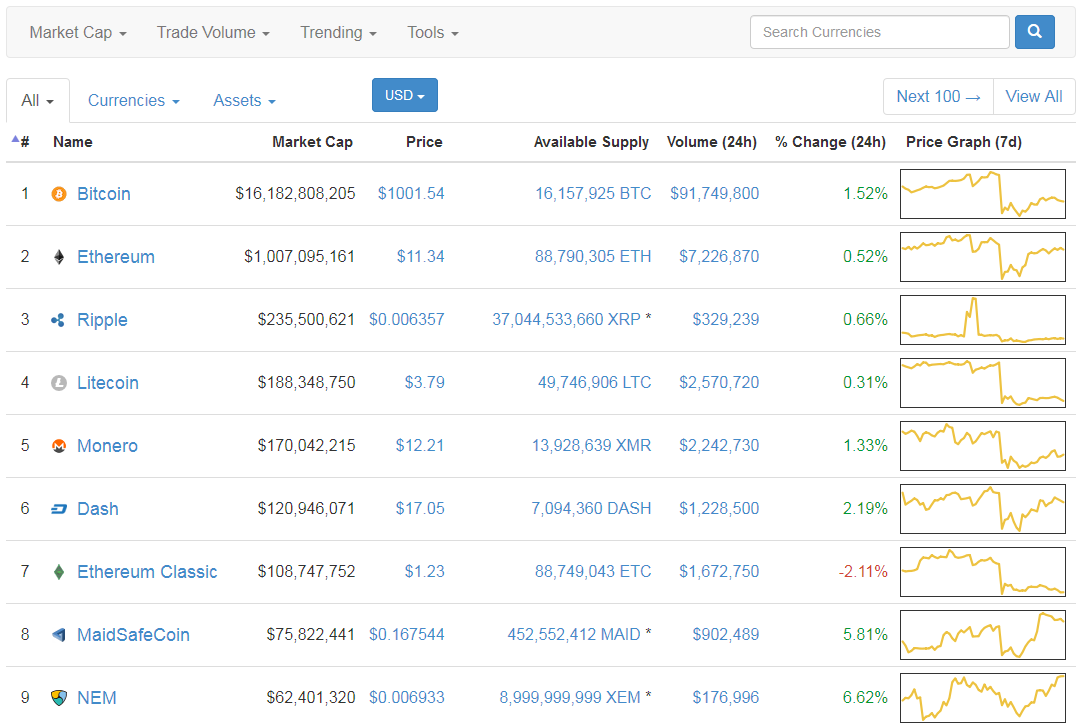 Market Cap Trade Volume Trending Tools Search Currencies
All Currencies Assets USD Next 100 → View All
# Name Market Cap Price Available Supply Volume (24h) % Change (24h) Price Graph (7d)
1 Bitcoin $16,182,808,205 $1001.54 16,157,925 BTC $91,749,800 1.52%
2 Ethereum $1,007,095,161 $11.34 88,790,305 ETH $7,226,870 0.52%
3 Ripple $235,500,621 $0.006357 37,044,533,660 XRP * $329,239 0.66%
4 Litecoin $188,348,750 $3.79 49,746,906 LTC $2,570,720 0.31%
5 Monero $170,042,215 $12.21 13,928,639 XMR $2,242,730 1.33%
6 Dash $120,946,071 $17.05 7,094,360 DASH $1,228,500 2.19%
7 Ethereum Classic $108,747,752 $1.23 88,749,043 ETC $1,672,750 -2.11%
8 MaidSafeCoin $75,822,441 $0.167544 452,552,412 MAID * $902,489 5.81%
9 NEM $62,401,320 $0.006933 8,999,999,999 XEM * $176,996 6.62%